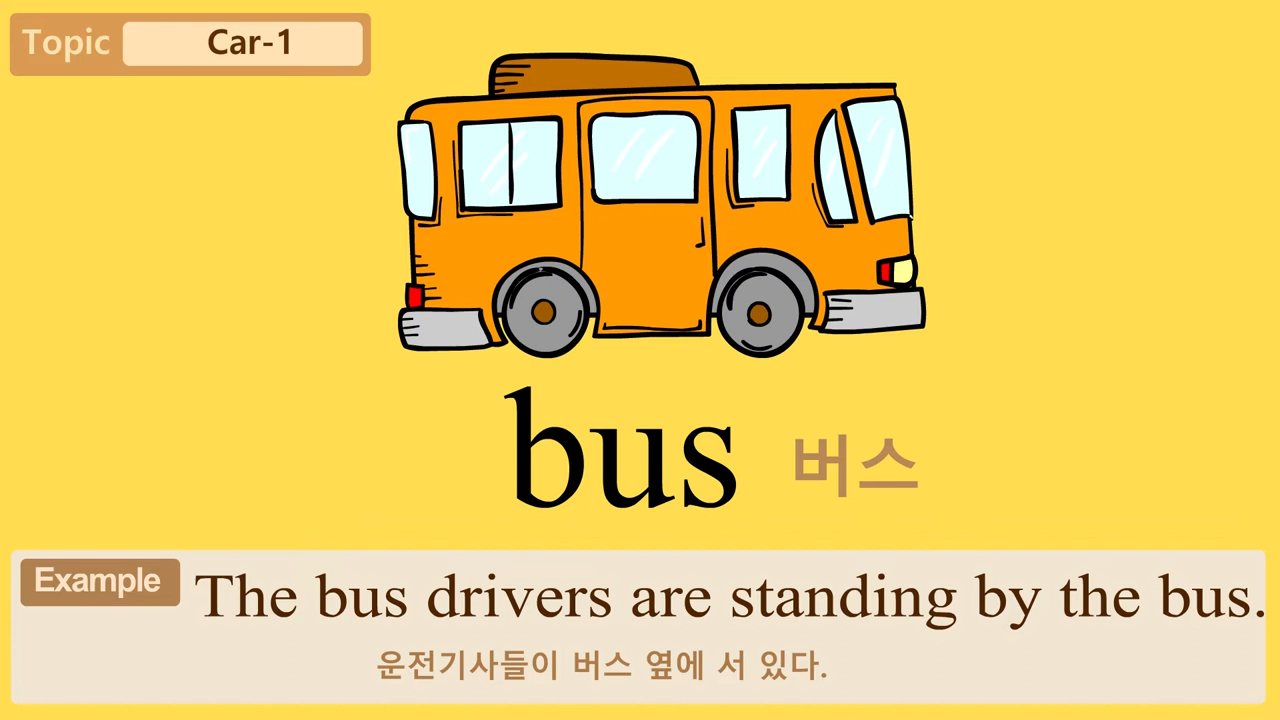 Topic Car-1
bus 버스
Example The bus drivers are standing by the bus.
운전기사들이 버스 옆에 서 있다.